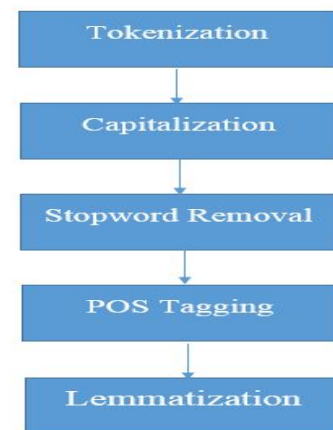 Tokenization
Capitalization
Stopword Removal
POS Tagging
Lemmatization